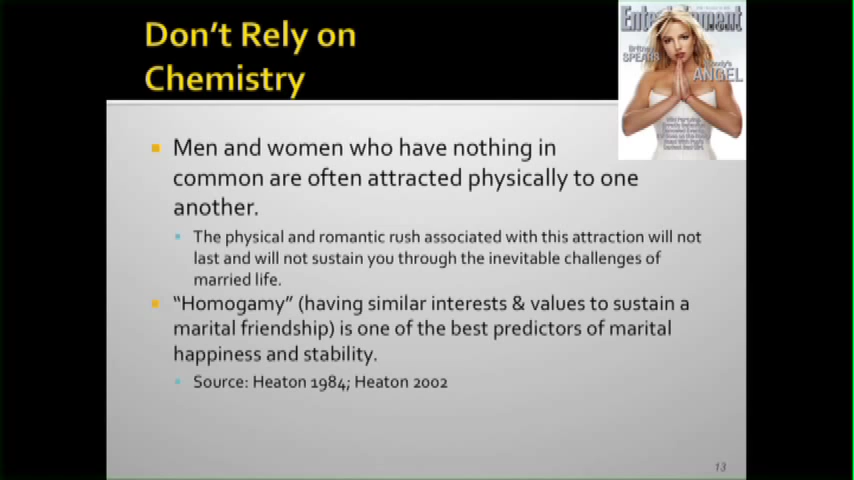 Don't Rely on
Chemistry
Entertainment
Britney
SPEARS
ANGEL
Men and women who have nothing in
common are often attracted physically to one
another.
The physical and romantic rush associated with this attraction will not
last and will not sustain you through the inevitable challenges of
married life.
“Homogamy” (having similar interests & values to sustain a
marital friendship) is one of the best predictors of marital
happiness and stability.
Source: Heaton 1984; Heaton 2002
13